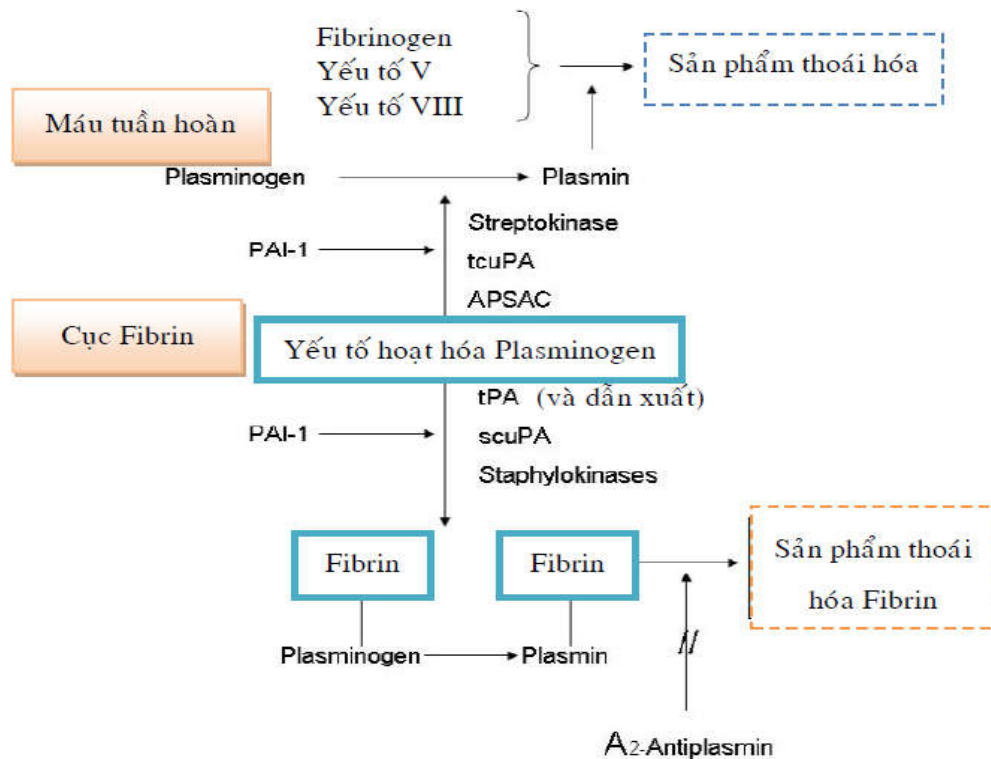 Fibrinogen
Yếu tố V
Yếu tố VIII
Sản phẩm thoái hóa
Máu tuần hoàn
Plasminogen
Plasmin
Streptokinase
PAI-1
tcuPA
APSAC
Cục Fibrin
Yếu tố hoạt hóa Plasminogen
tPA (và dẫn xuất)
PAI-1
scuPA
Staphylokinases
Fibrin
Fibrin
Sản phẩm thoái
hóa Fibrin
Plasminogen
Plasmin
A2-Antiplasmin